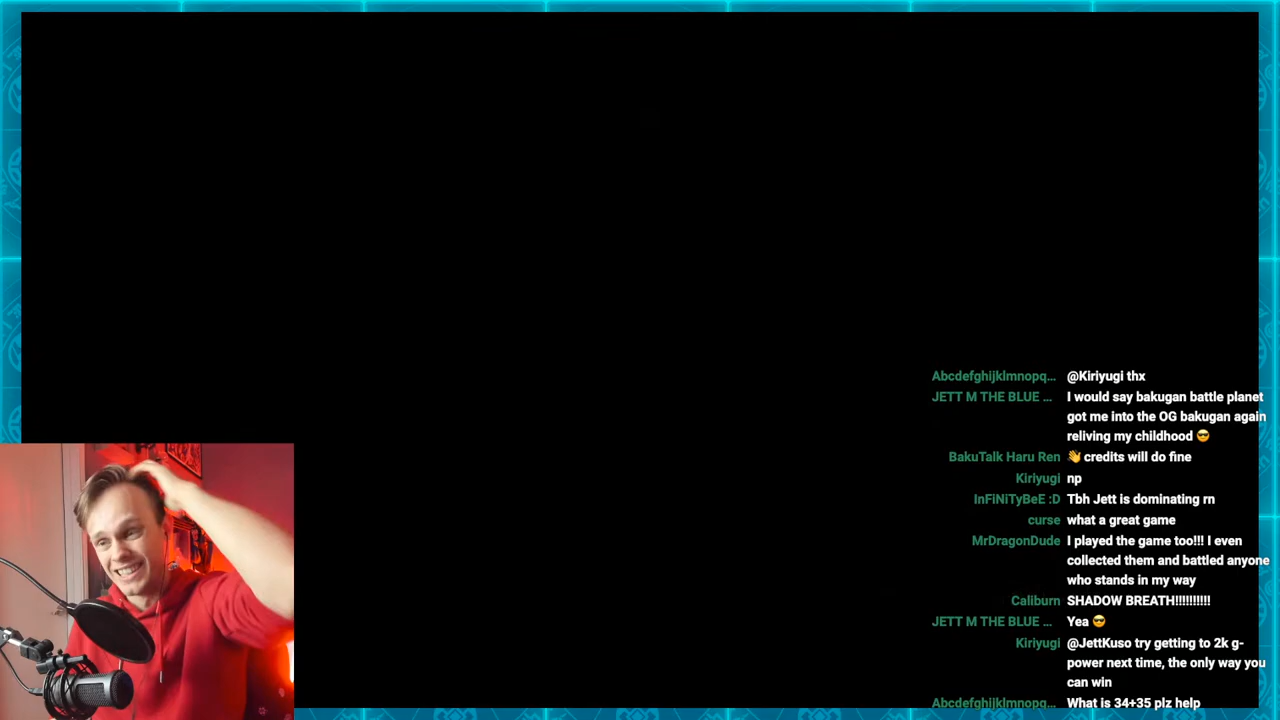 Abcdefghijklmnopq... @Kiriyugi thx
JETT M THE BLUE ... I would say bakugan battle planet
got me into the OG bakugan again
reliving my childhood 😎
BakuTalk Haru Ren 👋 credits will do fine
Kiriyugi np
InFiNiTyBeE :D Tbh Jett is dominating rn
curse what a great game
MrDragonDude I played the game too!!! I even
collected them and battled anyone
who stands in my way
Caliburn SHADOW BREATH!!!!!!!!!!
JETT M THE BLUE ... Yea 😎
Kiriyugi @JettKuso try getting to 2k g-
power next time, the only way you
can win
Abcdefghijklmnopq... What is 34+35 plz help